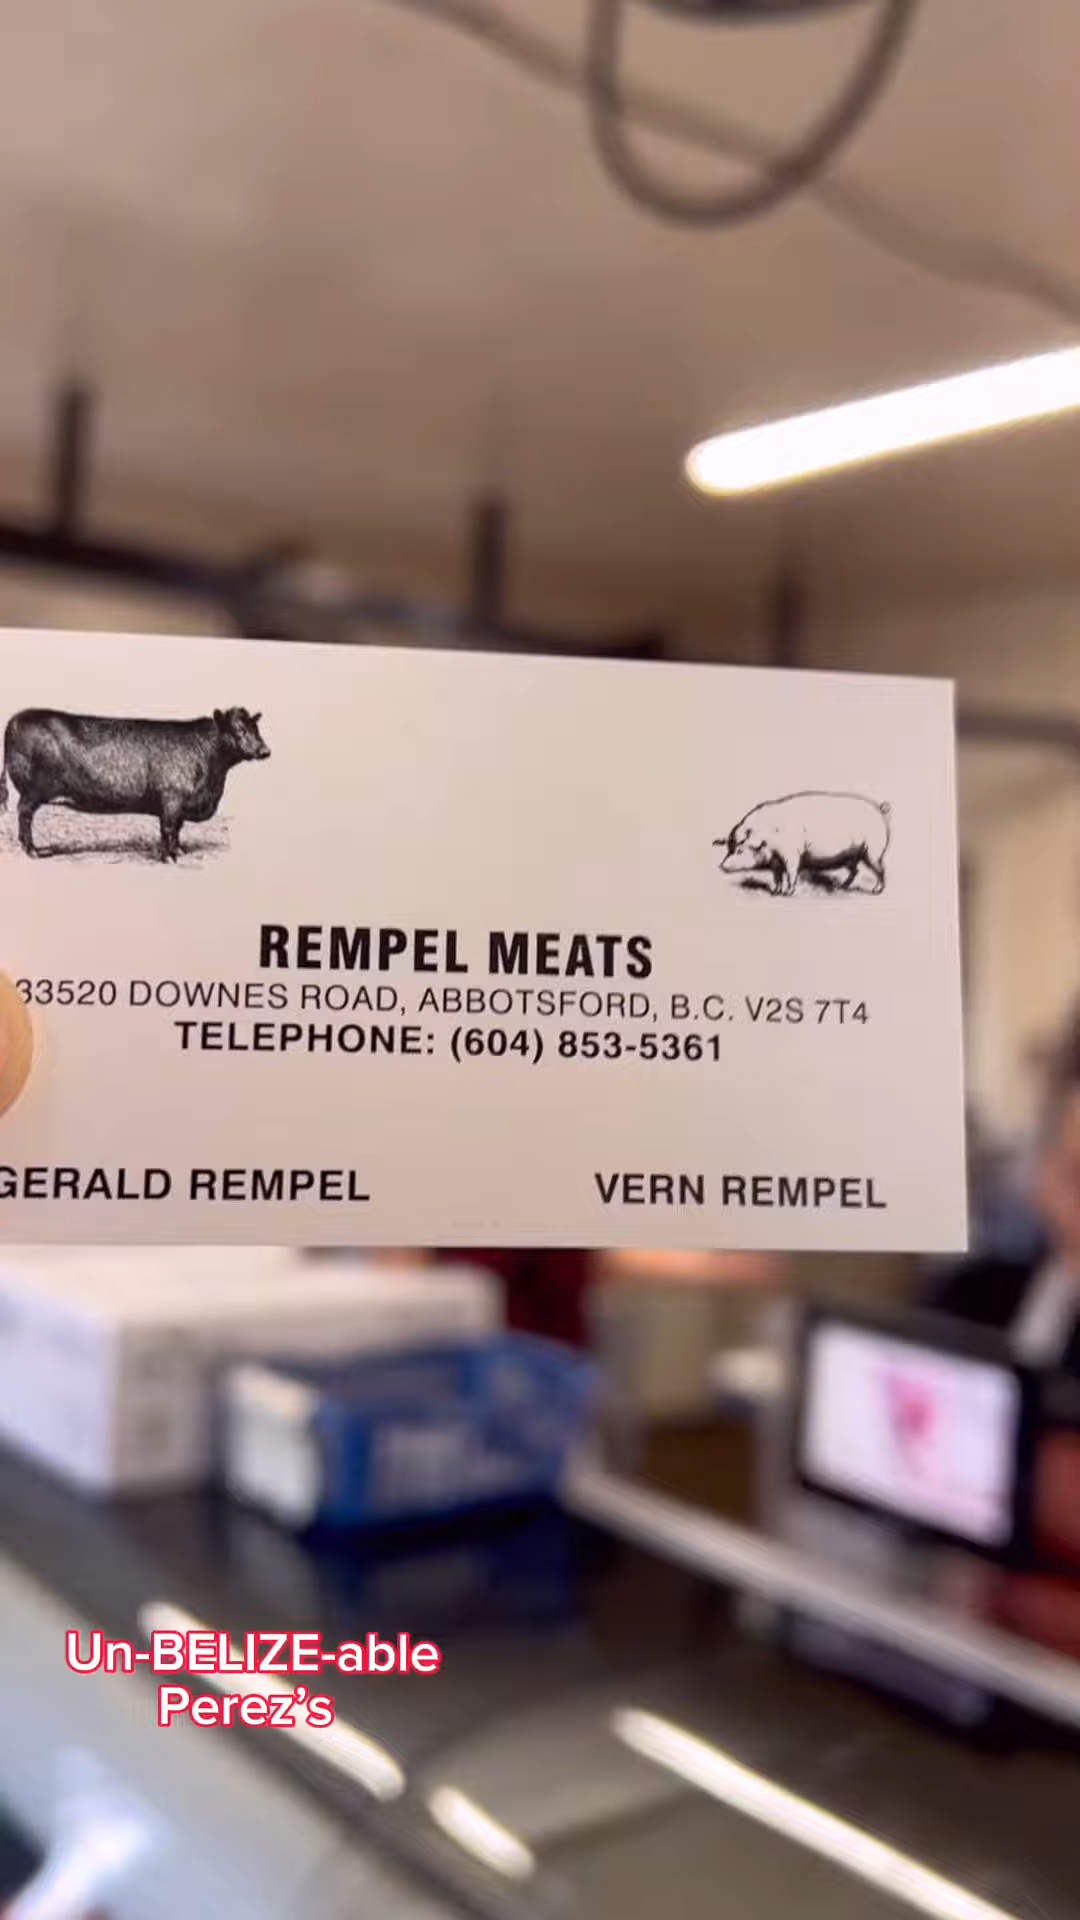 REMPEL MEATS
33520 DOWNES ROAD, ABBOTSFORD, B.C. V2S 7T4
TELEPHONE: (604) 853-5361
GERALD REMPEL VERN REMPEL
Un-BELIZE-able
Perez's